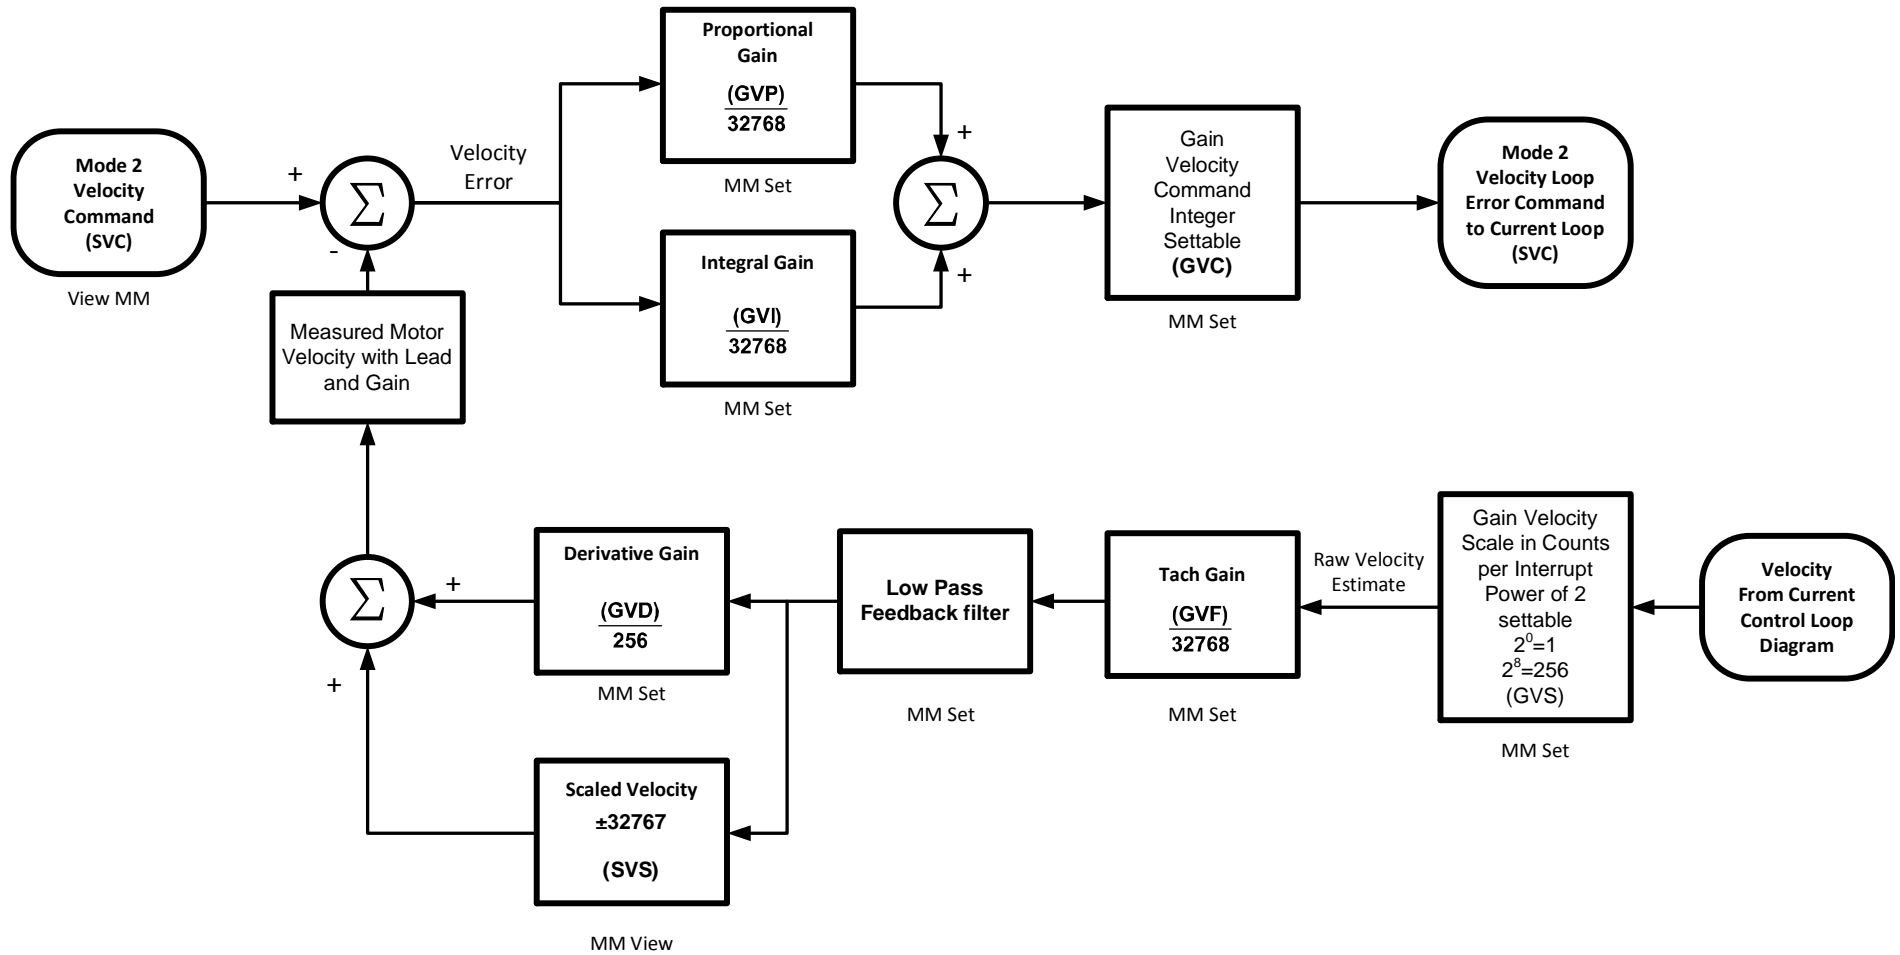 Proportional
Gain
(GVP)
32768
MM Set
Mode 2
Velocity
Command
(SVC)
View MM
+
-
Σ
Velocity
Error
Integral Gain
(GVI)
32768
MM Set
+
+
Σ
Gain
Velocity
Command
Integer
Settable
(GVC)
MM Set
Mode 2
Velocity Loop
Error Command
to Current Loop
(SVC)
Measured Motor
Velocity with Lead
and Gain
Σ
+
+
Derivative Gain
(GVD)
256
MM Set
Scaled Velocity
±32767
(SVS)
MM View
Low Pass
Feedback filter
MM Set
Tach Gain
(GVF)
32768
MM Set
Raw Velocity
Estimate
Gain Velocity
Scale in Counts
per Interrupt
Power of 2
settable
2⁰=1
2⁸=256
(GVS)
MM Set
Velocity
From Current
Control Loop
Diagram